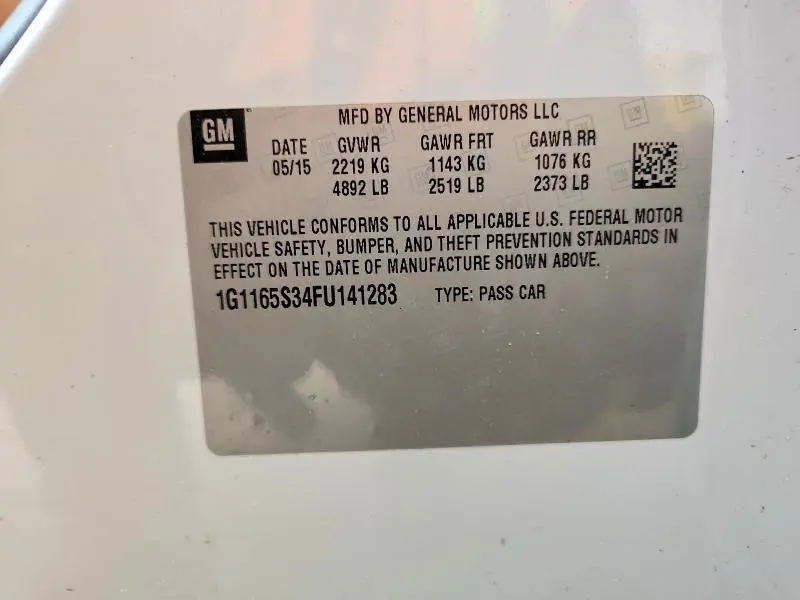 GM
MFD BY GENERAL MOTORS LLC
DATE GVWR GAWR FRT GAWR RR
05/15 2219 KG 1143 KG 1076 KG
4892 LB 2519 LB 2373 LB
THIS VEHICLE CONFORMS TO ALL APPLICABLE U.S. FEDERAL MOTOR
VEHICLE SAFETY, BUMPER, AND THEFT PREVENTION STANDARDS IN
EFFECT ON THE DATE OF MANUFACTURE SHOWN ABOVE.
1G1165S34FU141283 TYPE: PASS CAR